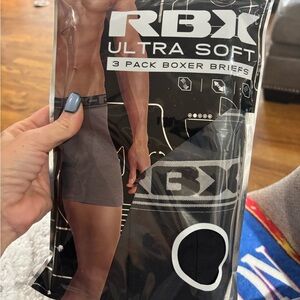 RBX
ULTRA SOFT
3 PACK BOXER BRIEFS
RBX